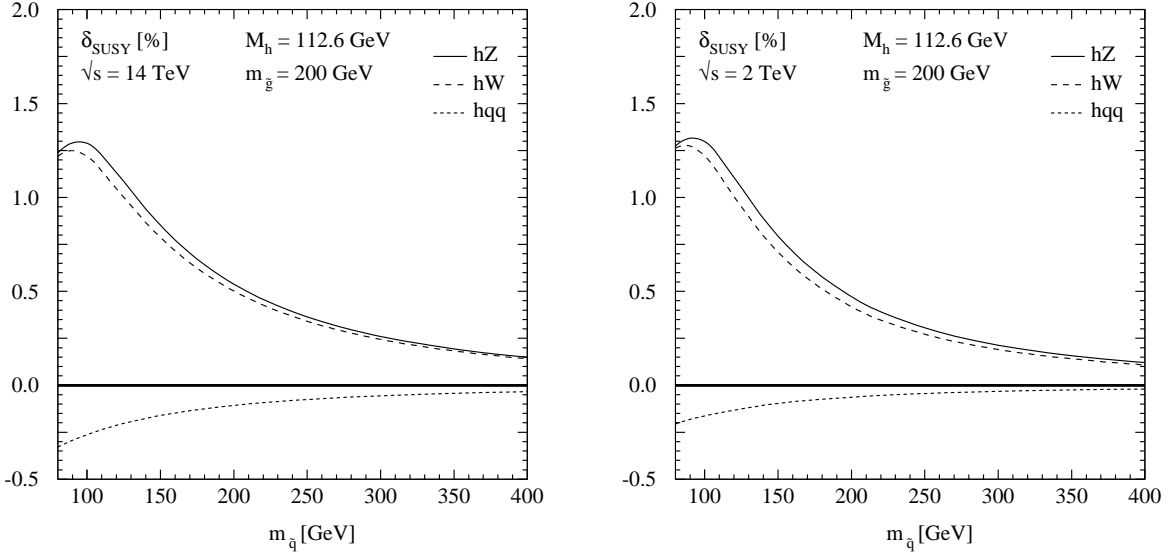 2.0
1.5
1.0
0.5
0.0
-0.5
δSUSY [%]
√s = 14 TeV
Mh = 112.6 GeV
mg̃ = 200 GeV
hZ
hW
hqq
100 150 200 250 300 350 400
mq̃ [GeV]
2.0
1.5
1.0
0.5
0.0
-0.5
δSUSY [%]
√s = 2 TeV
Mh = 112.6 GeV
mg̃ = 200 GeV
hZ
hW
hqq
100 150 200 250 300 350 400
mq̃ [GeV]